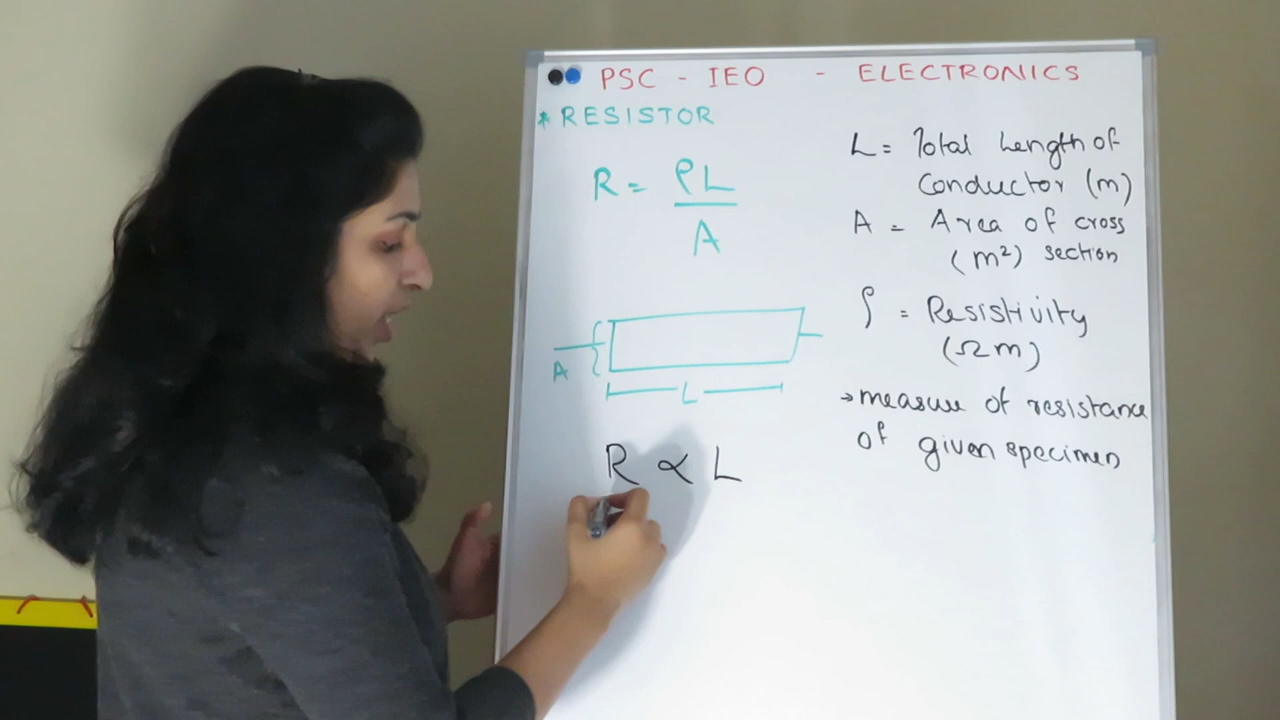 PSC - IEO - ELECTRONICS
* RESISTOR
R = ρL
A
A
L
R ∝ L
L = Total Length of
Conductor (m)
A = Area of cross
(m²) section
ρ = Resistivity
(Ωm)
→ measure of resistance
of given specimen